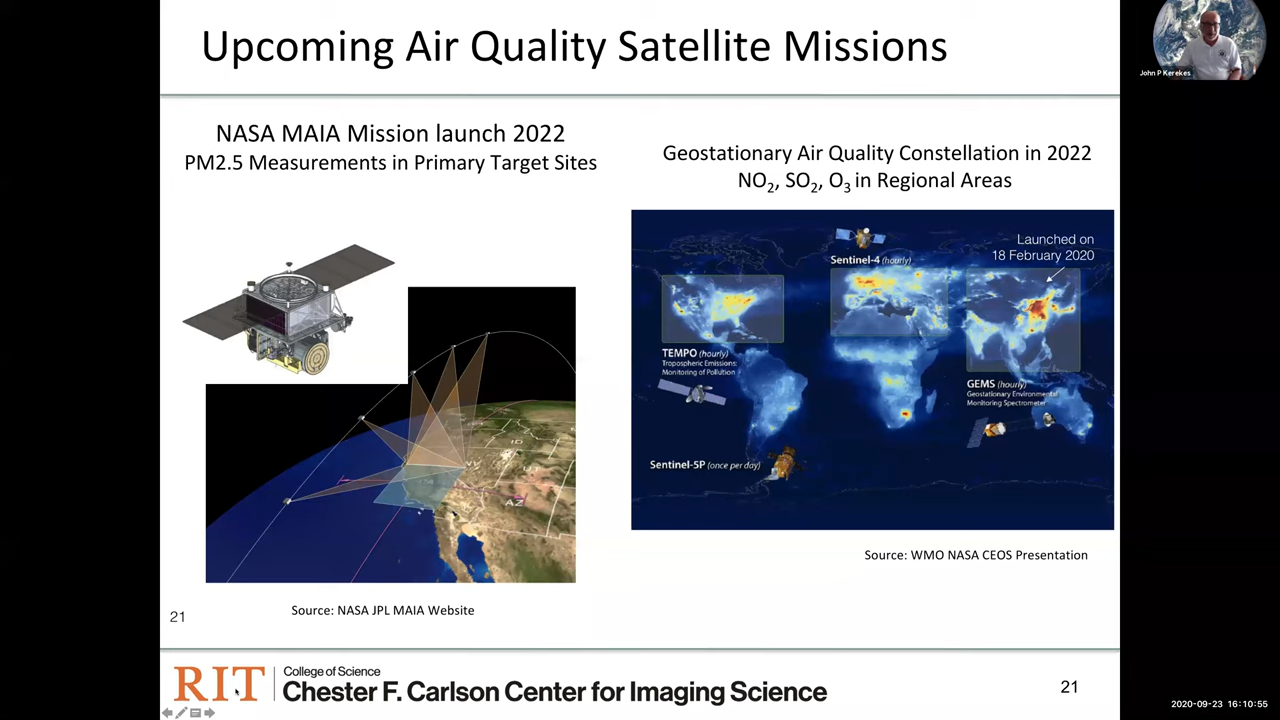 Upcoming Air Quality Satellite Missions
John P Kerekes
NASA MAIA Mission launch 2022
PM2.5 Measurements in Primary Target Sites
Geostationary Air Quality Constellation in 2022
NO2, SO2, O3 in Regional Areas
Launched on
18 February 2020
Sentinel-4 (hourly)
TEMPO (hourly)
Tropospheric Emissions:
Monitoring of Pollution
GEMS (hourly)
Geostationary Environmental
Monitoring Spectrometer
Sentinel-5P (once per day)
ID
NV
AZ
Source: WMO NASA CEOS Presentation
Source: NASA JPL MAIA Website
21
RIT
College of Science
Chester F. Carlson Center for Imaging Science
21
2020-09-23 16:10:55